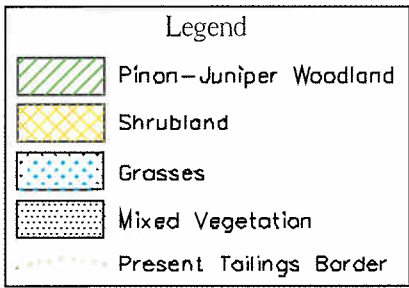 Legend
Pinon-Juniper Woodland
Shrubland
Grasses
Mixed Vegetation
Present Tailings Border